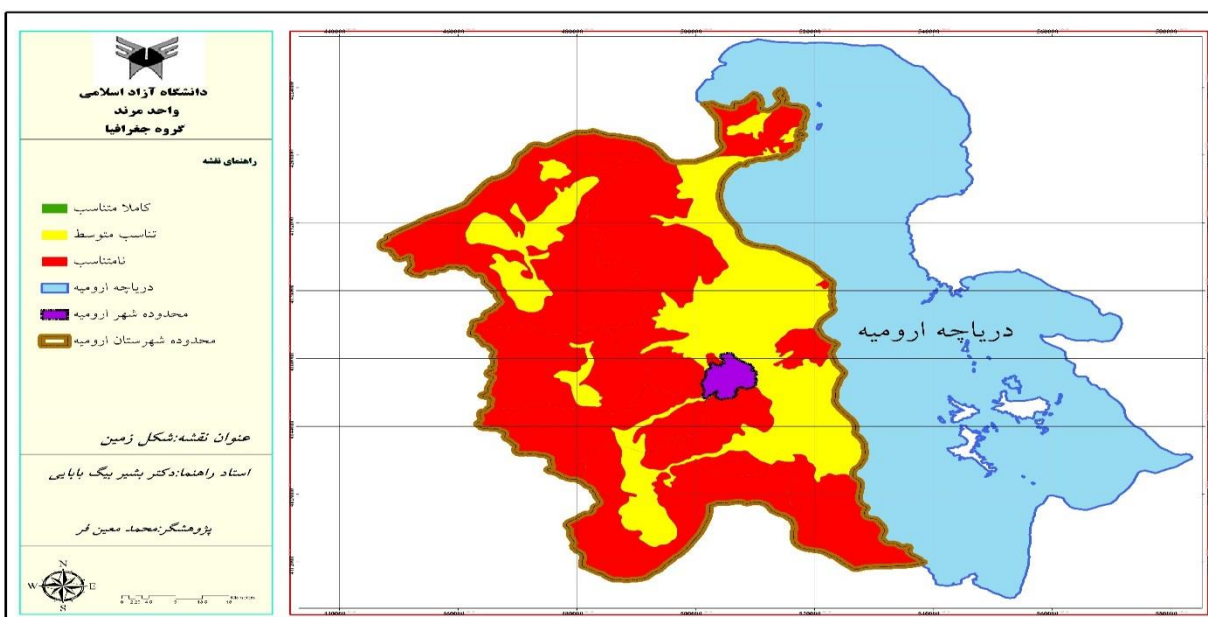 دانشگاه آزاد اسلامی
واحد مرند
گروه جغرافیا
راهنمای نقشه
کاملا متناسب
تناسب متوسط
نامتناسب
دریاچه ارومیه
محدوده شهر ارومیه
محدوده شهرستان ارومیه
عنوان نقشه:شکل زمین
استاد راهنما:دکتر بشیر بیگ بابایی
پژوهشگر:محمد معین فر
N
W E
S
دریاچه ارومیه